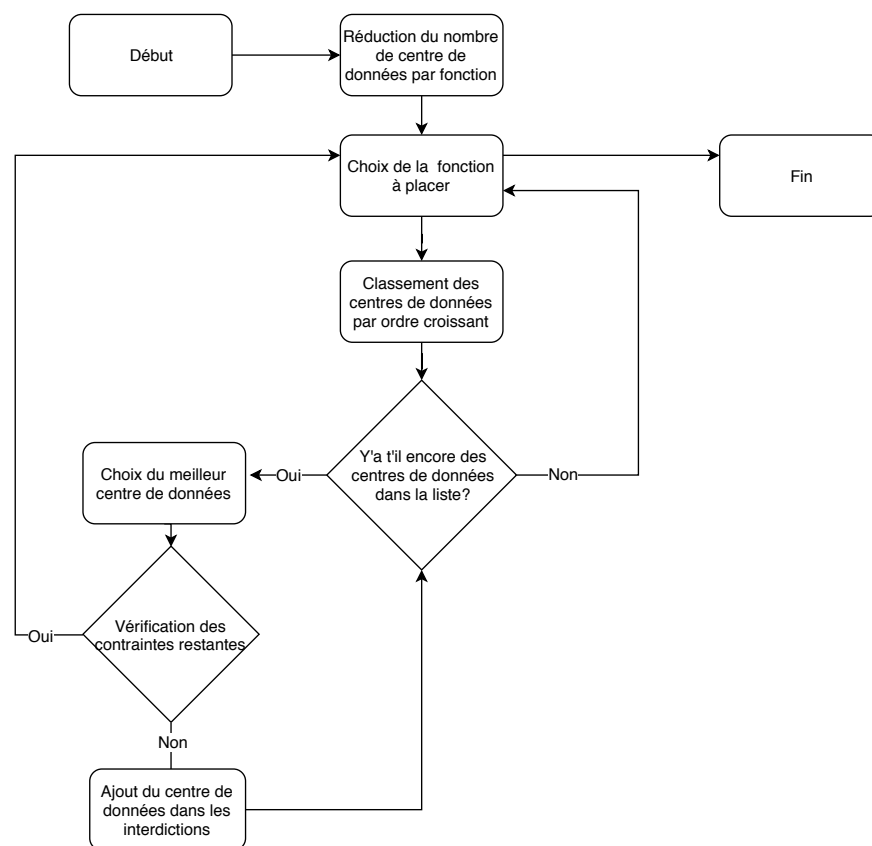 Début
Réduction du nombre
de centre de
données par fonction
Choix de la fonction
à placer
Fin
Classement des
centres de données
par ordre croissant
Y'a t'il encore des
centres de données
dans la liste?
Oui
Non
Choix du meilleur
centre de données
Vérification des
contraintes restantes
Oui
Non
Ajout du centre de
données dans les
interdictions